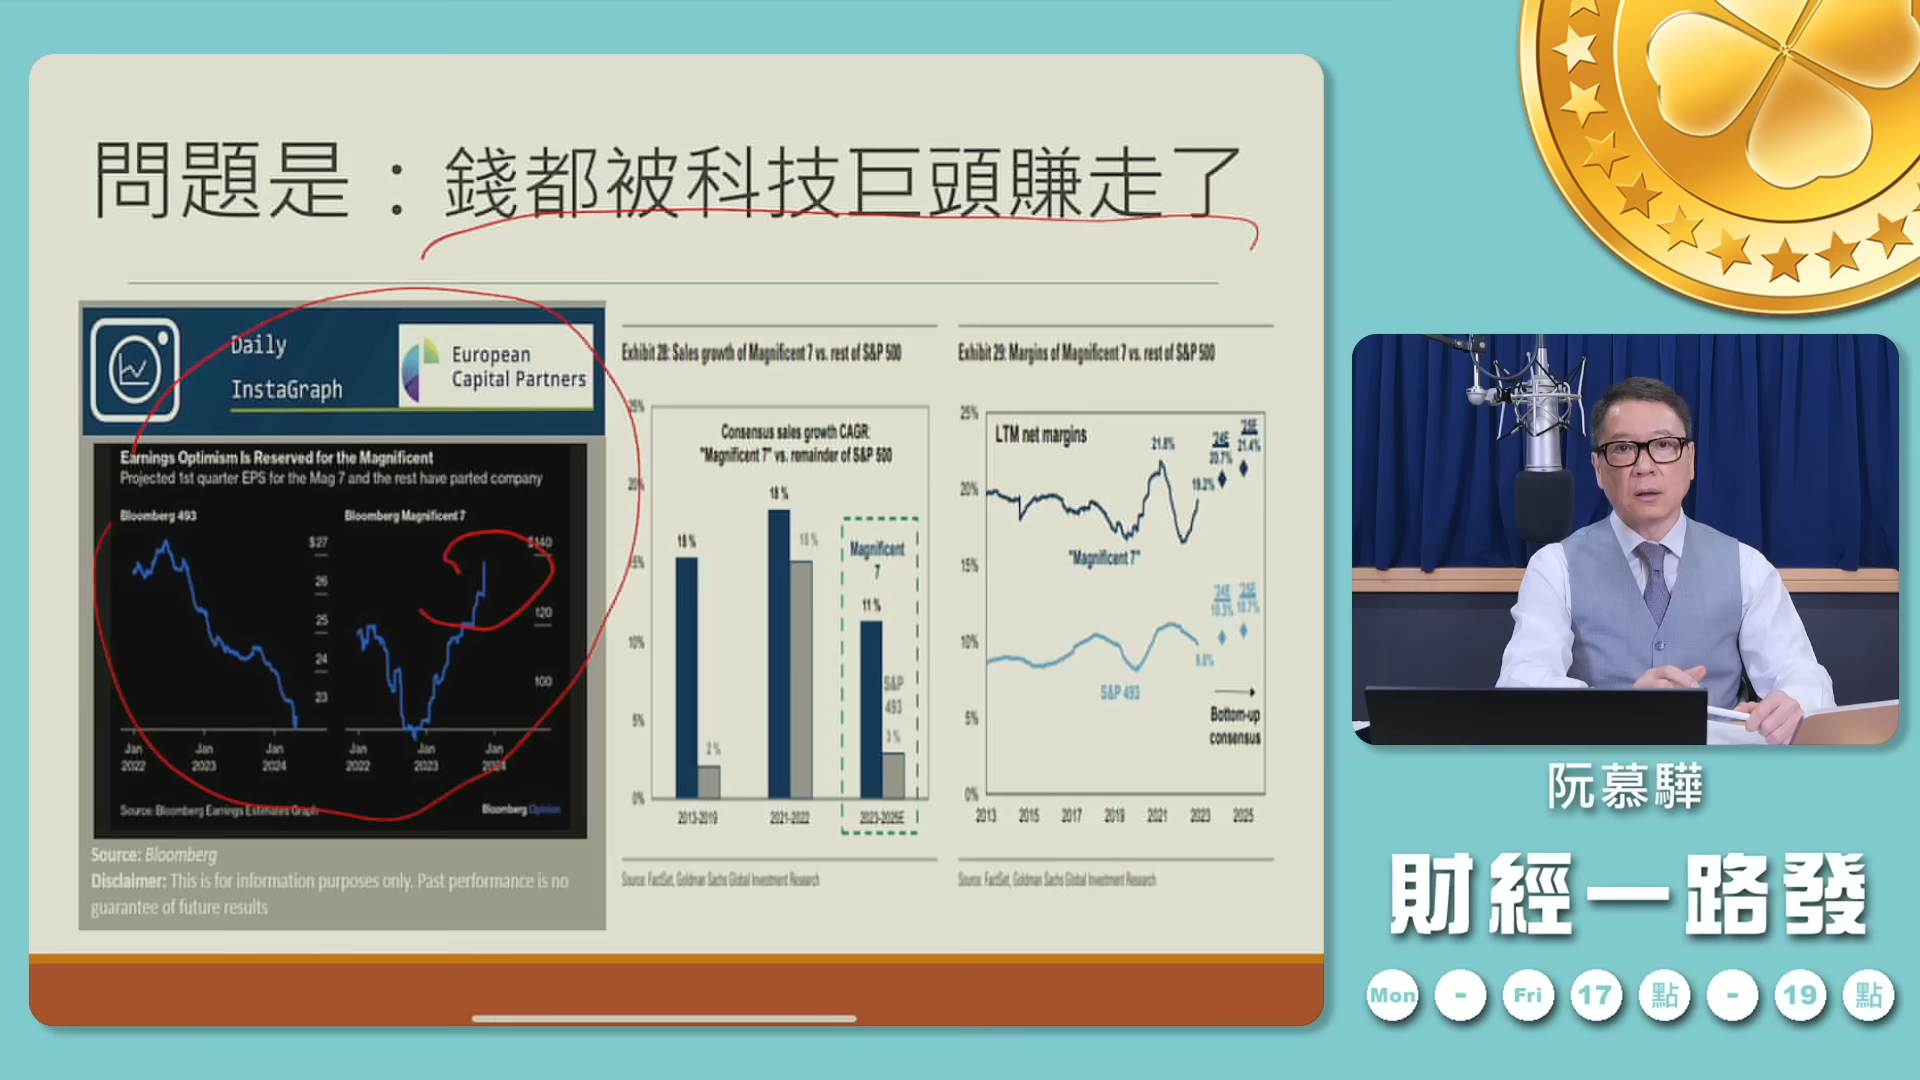 問題是：錢都被科技巨頭賺走了
Daily
InstaGraph
European
Capital Partners
Earnings Optimism Is Reserved for the Magnificent
Projected 1st quarter EPS for the Mag 7 and the rest have parted company
Bloomberg 493
$27
26
25
24
23
Jan Jan Jan
2022 2023 2024
Bloomberg Magnificent 7
$140
120
100
Jan Jan Jan
2022 2023 2024
Source: Bloomberg Earnings Estimates Graph
Bloomberg Opinion
Source: Bloomberg
Disclaimer: This is for information purposes only. Past performance is no
guarantee of future results
Exhibit 28: Sales growth of Magnificent 7 vs. rest of S&P 500
25%
20%
15%
10%
5%
0%
Consensus sales growth CAGR:
"Magnificent 7" vs. remainder of S&P 500
2%
18%
Magnificent
7
11%
S&P
493
3%
2013-2019 2021-2022 2023-2025E
Source: FactSet, Goldman Sachs Global Investment Research
Exhibit 29: Margins of Magnificent 7 vs. rest of S&P 500
25%
20%
15%
10%
5%
0%
LTM net margins
21.8%
19.2%
'24E '25E
20.7% 21.4%
"Magnificent 7"
'24E '25E
10.3% 10.7%
S&P 493
Bottom-up
consensus
2013 2015 2017 2019 2021 2023 2025
Source: FactSet, Goldman Sachs Global Investment Research
阮慕驊
財經一路發
Mon - Fri 17 點 - 19 點